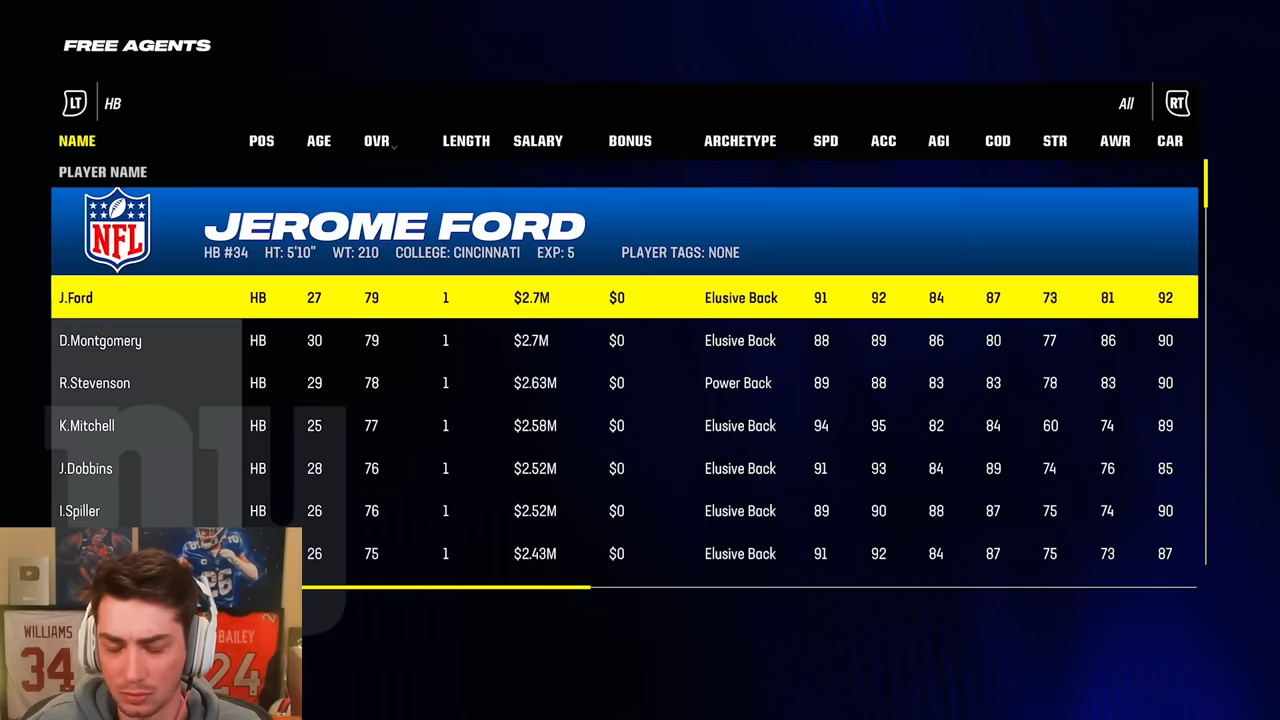 FREE AGENTS
LT HB All RT
NAME POS AGE OVR LENGTH SALARY BONUS ARCHETYPE SPD ACC AGI COD STR AWR CAR
PLAYER NAME
NFL
JEROME FORD
HB #34 HT: 5'10" WT: 210 COLLEGE: CINCINNATI EXP: 5 PLAYER TAGS: NONE
J.Ford HB 27 79 1 $2.7M $0 Elusive Back 91 92 84 87 73 81 92
D.Montgomery HB 30 79 1 $2.7M $0 Elusive Back 88 89 86 80 77 86 90
R.Stevenson HB 29 78 1 $2.63M $0 Power Back 89 88 83 83 78 83 90
K.Mitchell HB 25 77 1 $2.58M $0 Elusive Back 94 95 82 84 60 74 89
J.Dobbins HB 28 76 1 $2.52M $0 Elusive Back 91 93 84 89 74 76 85
I.Spiller HB 26 76 1 $2.52M $0 Elusive Back 89 90 88 87 75 74 90
26 75 1 $2.43M $0 Elusive Back 91 92 84 87 75 73 87
ny
26
WILLIAMS
34
BAILEY
24